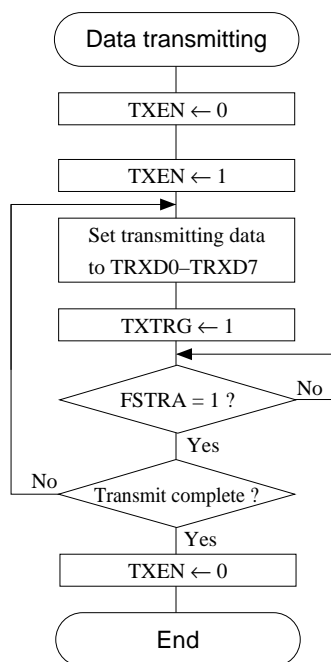 Data transmitting
TXEN ← 0
TXEN ← 1
Set transmitting data
to TRXD0–TRXD7
TXTRG ← 1
FSTRA = 1 ?
No
Yes
No
Transmit complete ?
Yes
TXEN ← 0
End